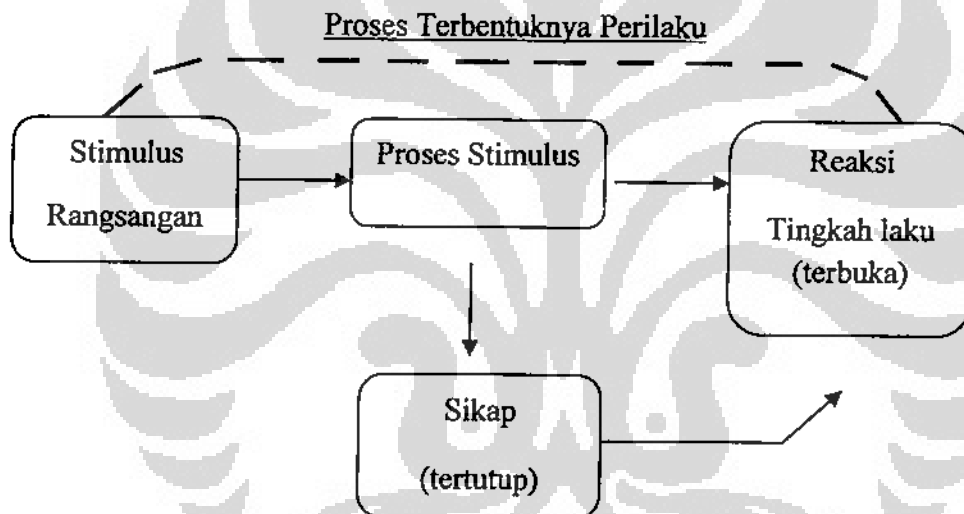 Proses Terbentuknya Perilaku
Stimulus
Rangsangan
Proses Stimulus
Reaksi
Tingkah laku
(terbuka)
Sikap
(tertutup)